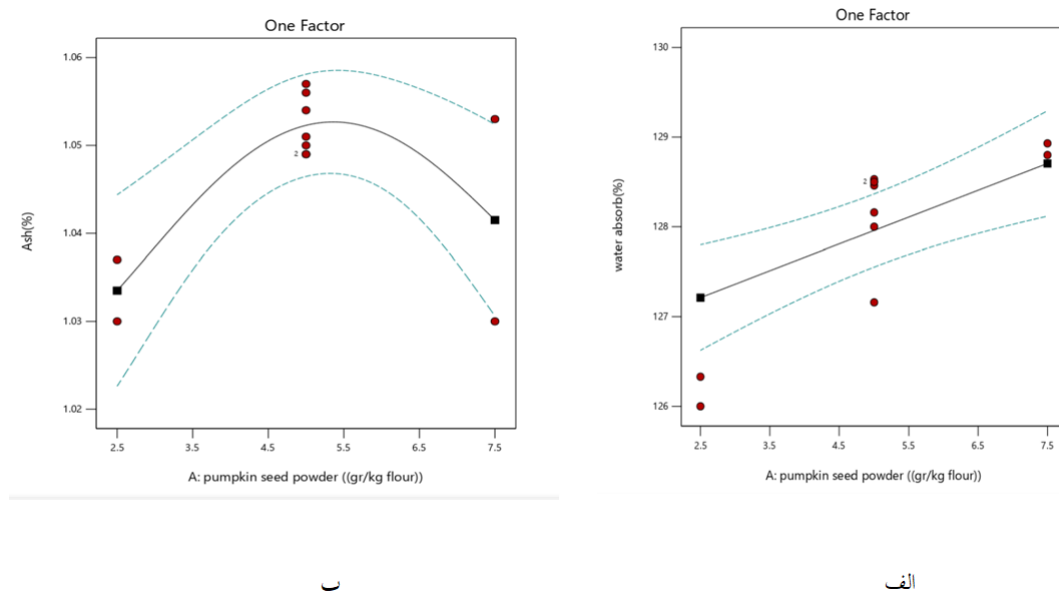 One Factor
1.06
1.05
1.04
1.03
1.02
Ash(%)
2
2.5 3.5 4.5 5.5 6.5 7.5
A: pumpkin seed powder ((gr/kg flour))
ب
One Factor
130
129
128
127
126
water absorb(%)
2
2.5 3.5 4.5 5.5 6.5 7.5
A: pumpkin seed powder ((gr/kg flour))
الف